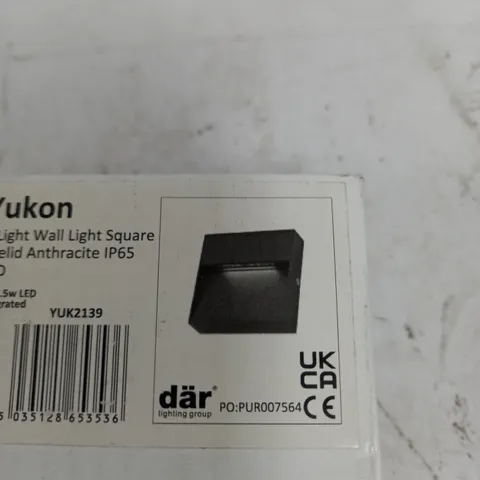 Yukon
Light Wall Light Square
elid Anthracite IP65
.5w LED
grated
YUK2139
5 035128 653536
där
lighting group
PO:PUR007564
UK
CA
CE